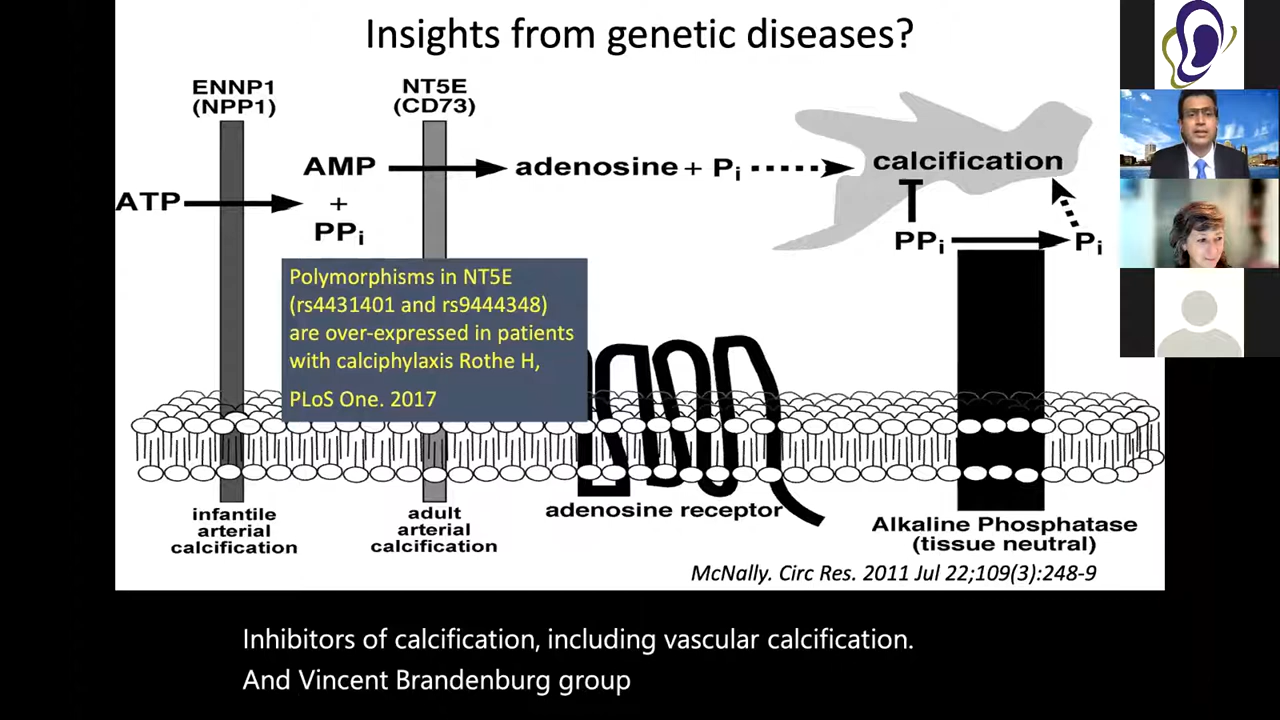 Insights from genetic diseases?
ENNP1
(NPP1)
NT5E
(CD73)
ATP
AMP
+
PPi
adenosine + Pi
calcification
PPi
Pi
Polymorphisms in NT5E
(rs4431401 and rs9444348)
are over-expressed in patients
with calciphylaxis Rothe H,
PLoS One. 2017
infantile
arterial
calcification
adult
arterial
calcification
adenosine receptor
Alkaline Phosphatase
(tissue neutral)
McNally. Circ Res. 2011 Jul 22;109(3):248-9
Inhibitors of calcification, including vascular calcification.
And Vincent Brandenburg group